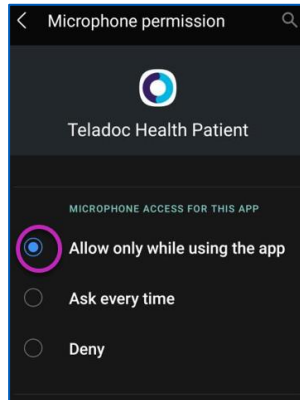 Microphone permission
Teladoc Health Patient
MICROPHONE ACCESS FOR THIS APP
Allow only while using the app
Ask every time
Deny